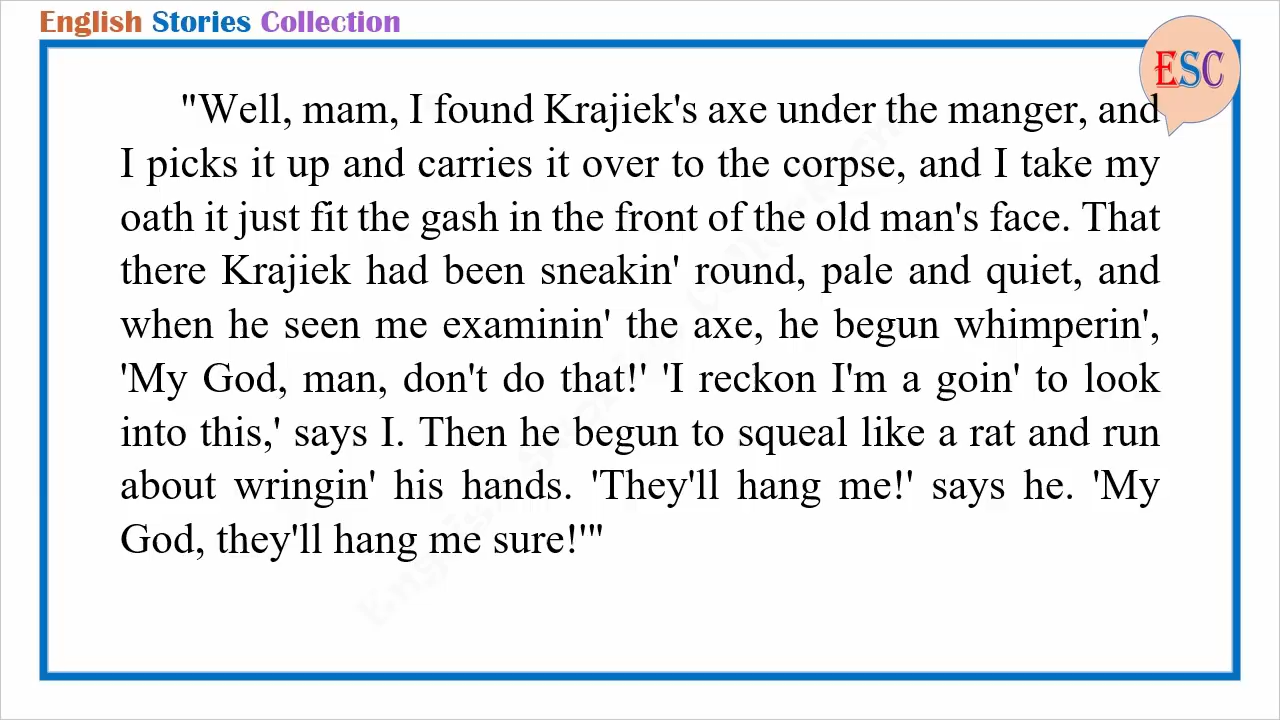 English Stories Collection
ESC
"Well, mam, I found Krajiek's axe under the manger, and
I picks it up and carries it over to the corpse, and I take my
oath it just fit the gash in the front of the old man's face. That
there Krajiek had been sneakin' round, pale and quiet, and
when he seen me examinin' the axe, he begun whimperin',
'My God, man, don't do that!' 'I reckon I'm a goin' to look
into this,' says I. Then he begun to squeal like a rat and run
about wringin' his hands. 'They'll hang me!' says he. 'My
God, they'll hang me sure!'"